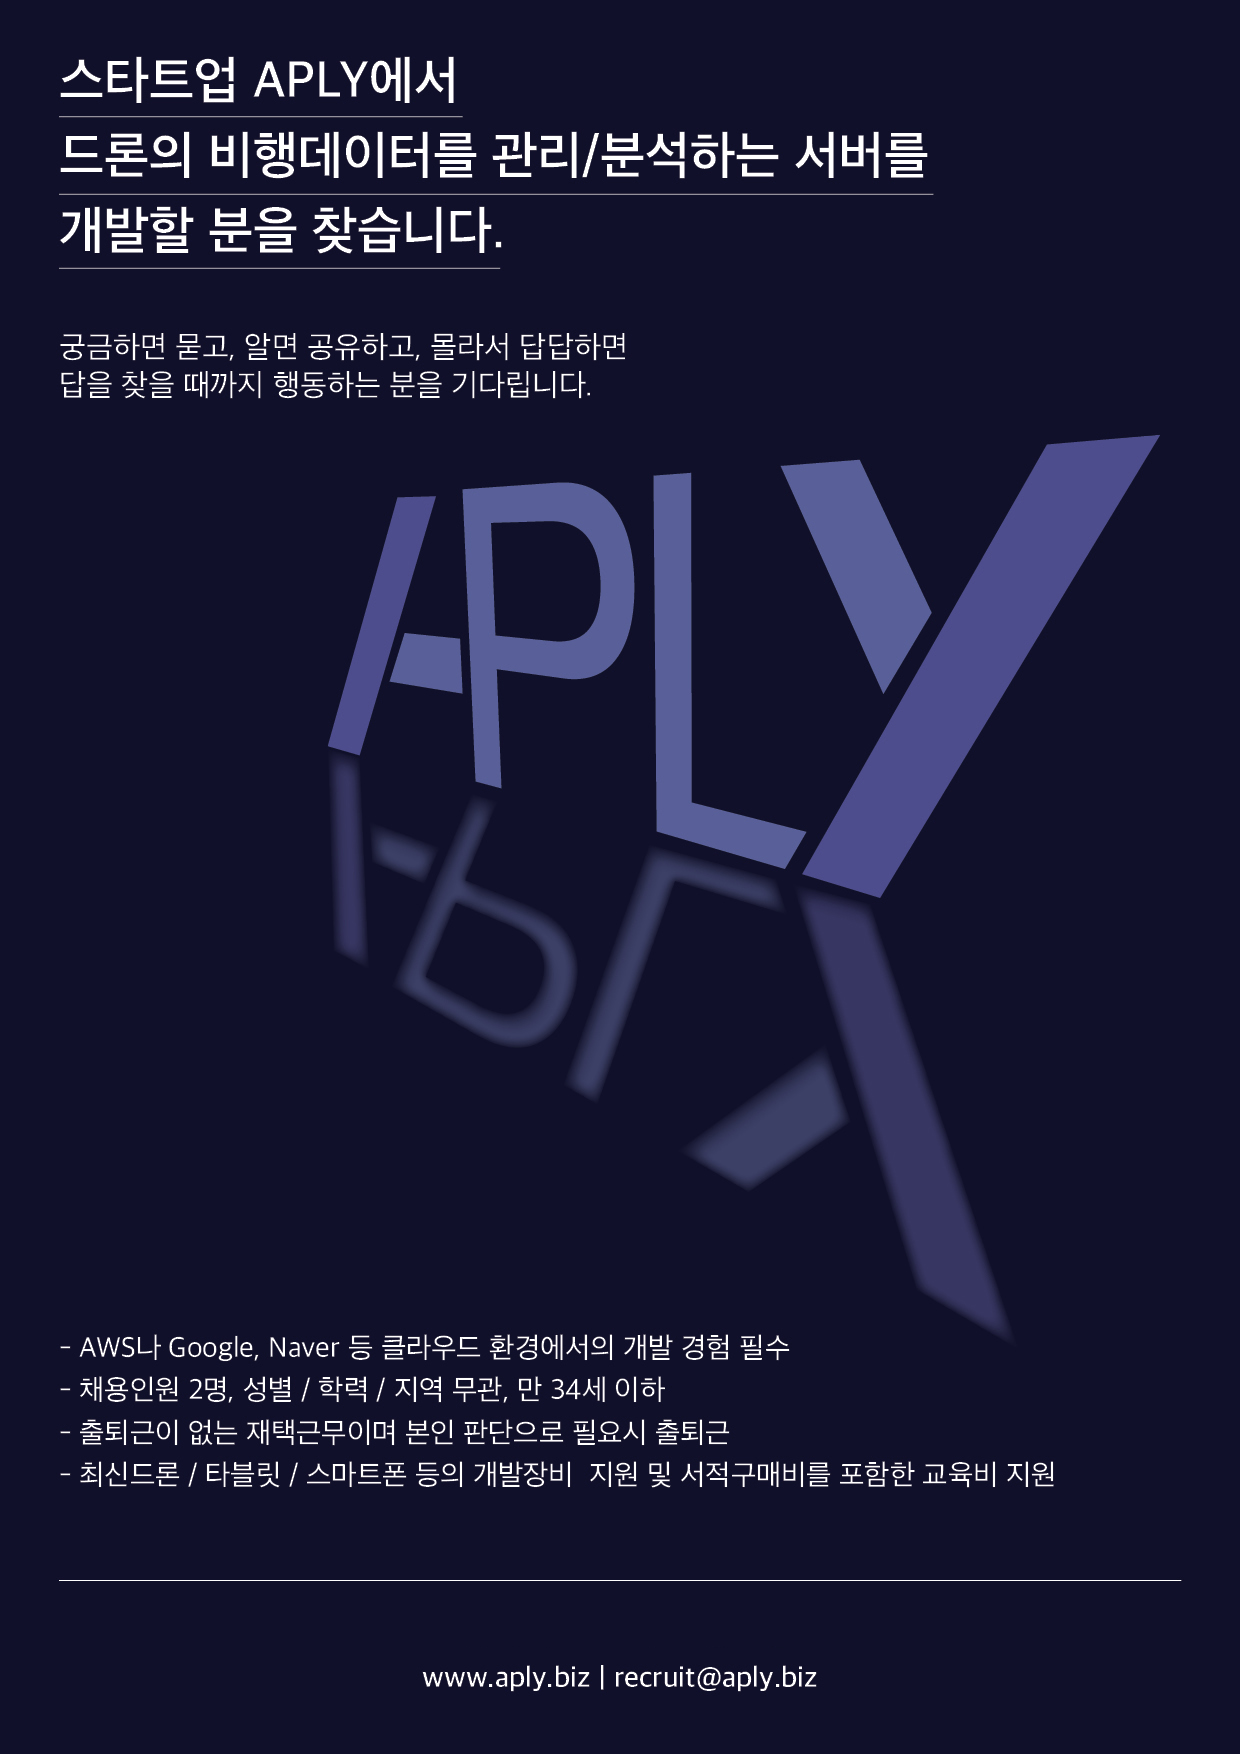 스타트업 APLY에서
드론의 비행데이터를 관리/분석하는 서버를
개발할 분을 찾습니다.
궁금하면 묻고, 알면 공유하고, 몰라서 답답하면
답을 찾을 때까지 행동하는 분을 기다립니다.
APLY
- AWS나 Google, Naver 등 클라우드 환경에서의 개발 경험 필수
- 채용인원 2명, 성별 / 학력 / 지역 무관, 만 34세 이하
- 출퇴근이 없는 재택근무이며 본인 판단으로 필요시 출퇴근
- 최신드론 / 타블릿 / 스마트폰 등의 개발장비  지원 및 서적구매비를 포함한 교육비 지원
www.aply.biz | recruit@aply.biz